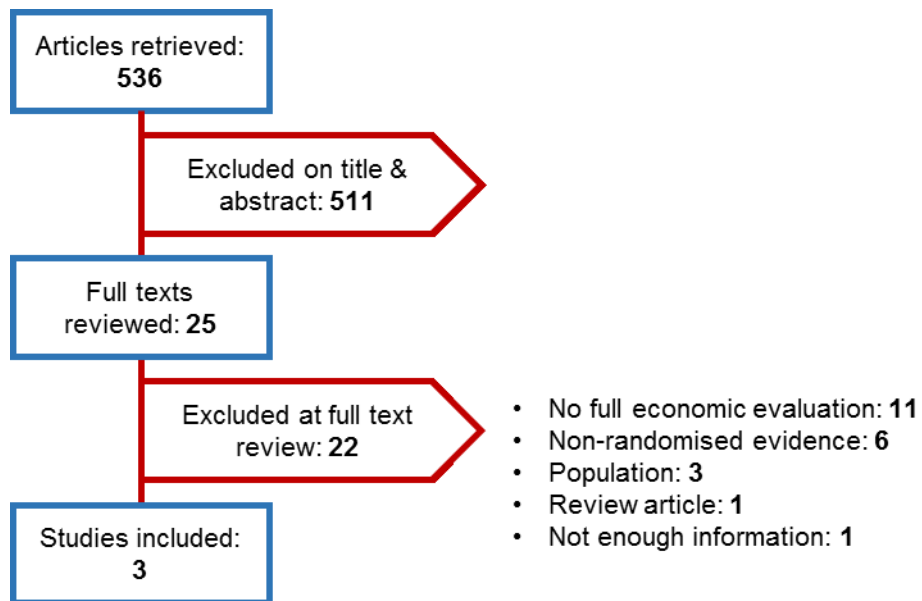 Articles retrieved:
536
Excluded on title &
abstract: 511
Full texts
reviewed: 25
Excluded at full text
review: 22
• No full economic evaluation: 11
• Non-randomised evidence: 6
• Population: 3
• Review article: 1
• Not enough information: 1
Studies included:
3